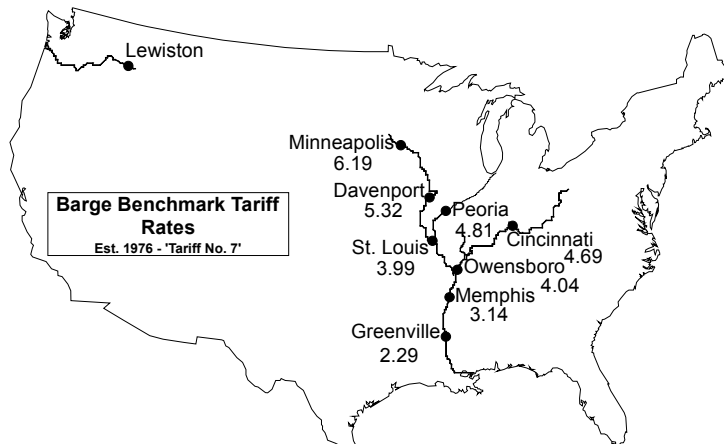 Lewiston
Minneapolis
6.19
Davenport
5.32
Barge Benchmark Tariff
Rates
Est. 1976 - 'Tariff No. 7'
Peoria
4.81
St. Louis
3.99
Cincinnati
4.69
Owensboro
4.04
Memphis
3.14
Greenville
2.29